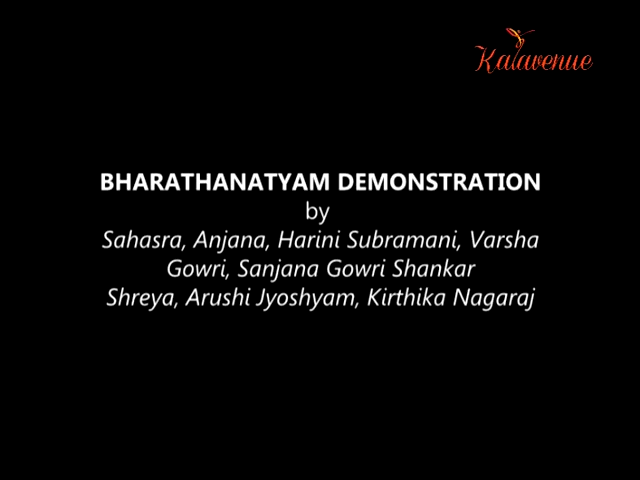 Kalavenue
BHARATHANATYAM DEMONSTRATION
by
Sahasra, Anjana, Harini Subramani, Varsha
Gowri, Sanjana Gowri Shankar
Shreya, Arushi Jyoshyam, Kirthika Nagaraj